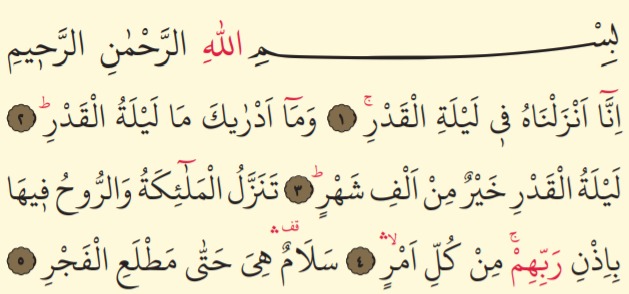 بِسْمِ اللّٰهِ الرَّحْمٰنِ الرَّح۪يمِ
اِنَّٓا اَنْزَلْنَاهُ ف۪ي لَيْلَةِ الْقَدْرِۚ ﴿١﴾ وَمَٓا اَدْرٰيكَ مَا لَيْلَةُ الْقَدْرِۜ ﴿٢﴾
لَيْلَةُ الْقَدْرِ خَيْرٌ مِنْ اَلْفِ شَهْرٍۜ ﴿٣﴾ تَنَزَّلُ الْمَلٰٓئِكَةُ وَالرُّوحُ ف۪يهَا
بِاِذْنِ رَبِّهِمْۚ مِنْ كُلِّ اَمْرٍۙۛ ﴿٤﴾ سَلَامٌ۠ۛ قف هِيَ حَتّٰى مَطْلَعِ الْفَجْرِ ﴿٥﴾